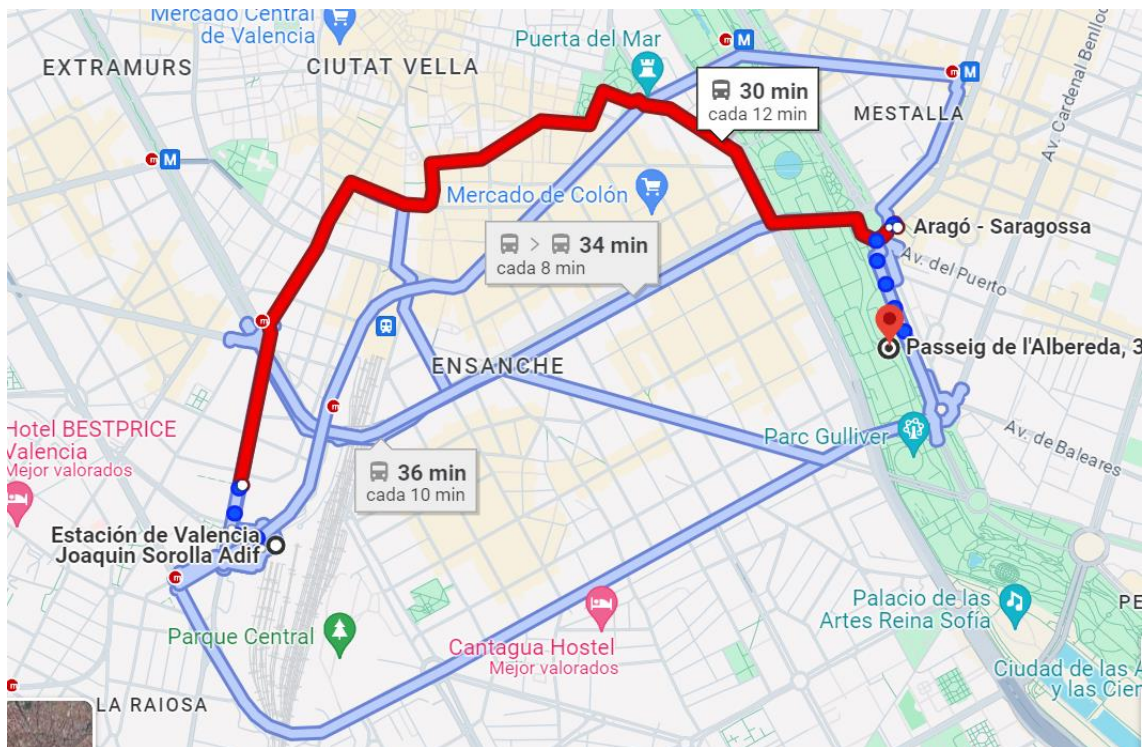 Mercado Central
de Valencia
Puerta del Mar
M
M
EXTRAMURS
CIUTAT VELLA
30 min
cada 12 min
MESTALLA
Av. Cardenal Benlloc
M
Mercado de Colón
Aragó - Saragossa
34 min
cada 8 min
Av. del Puerto
ENSANCHE
Passeig de l'Albereda, 3
Hotel BESTPRICE
Valencia
Mejor valorados
Parc Gulliver
Av. de Baleares
36 min
cada 10 min
Estación de Valencia
Joaquin Sorolla Adif
Palacio de las
Artes Reina Sofía
PE
Parque Central
Cantagua Hostel
Mejor valorados
Ciudad de las A
y las Cien
LA RAIOSA